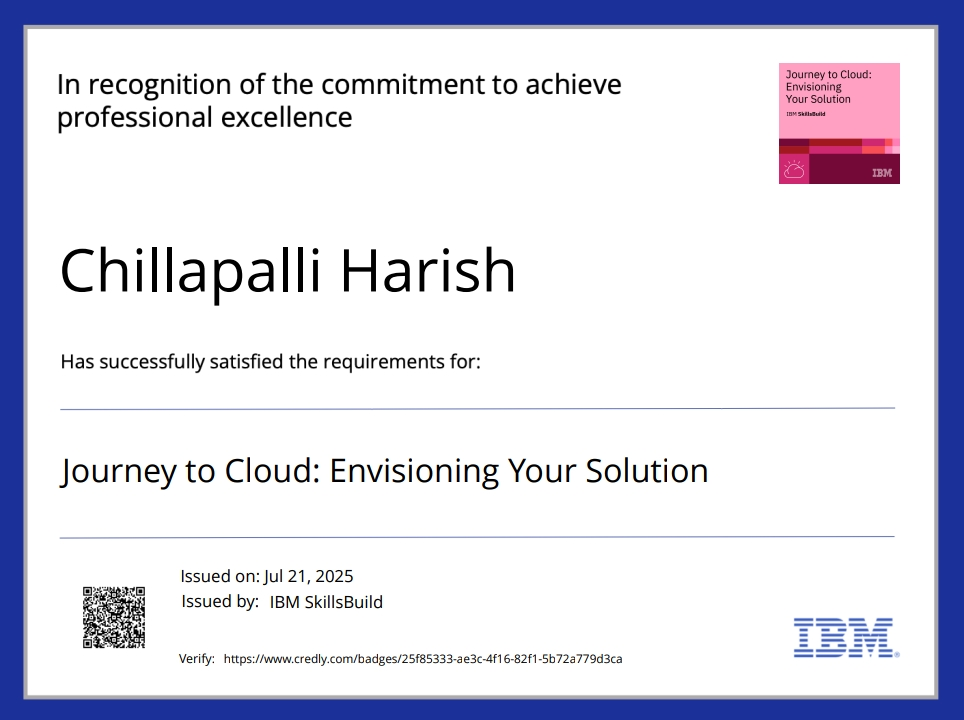 In recognition of the commitment to achieve
professional excellence
Journey to Cloud:
Envisioning
Your Solution
IBM SkillsBuild
IBM
Chillapalli Harish
Has successfully satisfied the requirements for:
Journey to Cloud: Envisioning Your Solution
Issued on: Jul 21, 2025
Issued by: IBM SkillsBuild
Verify: https://www.credly.com/badges/25f85333-ae3c-4f16-82f1-5b72a779d3ca
IBM®